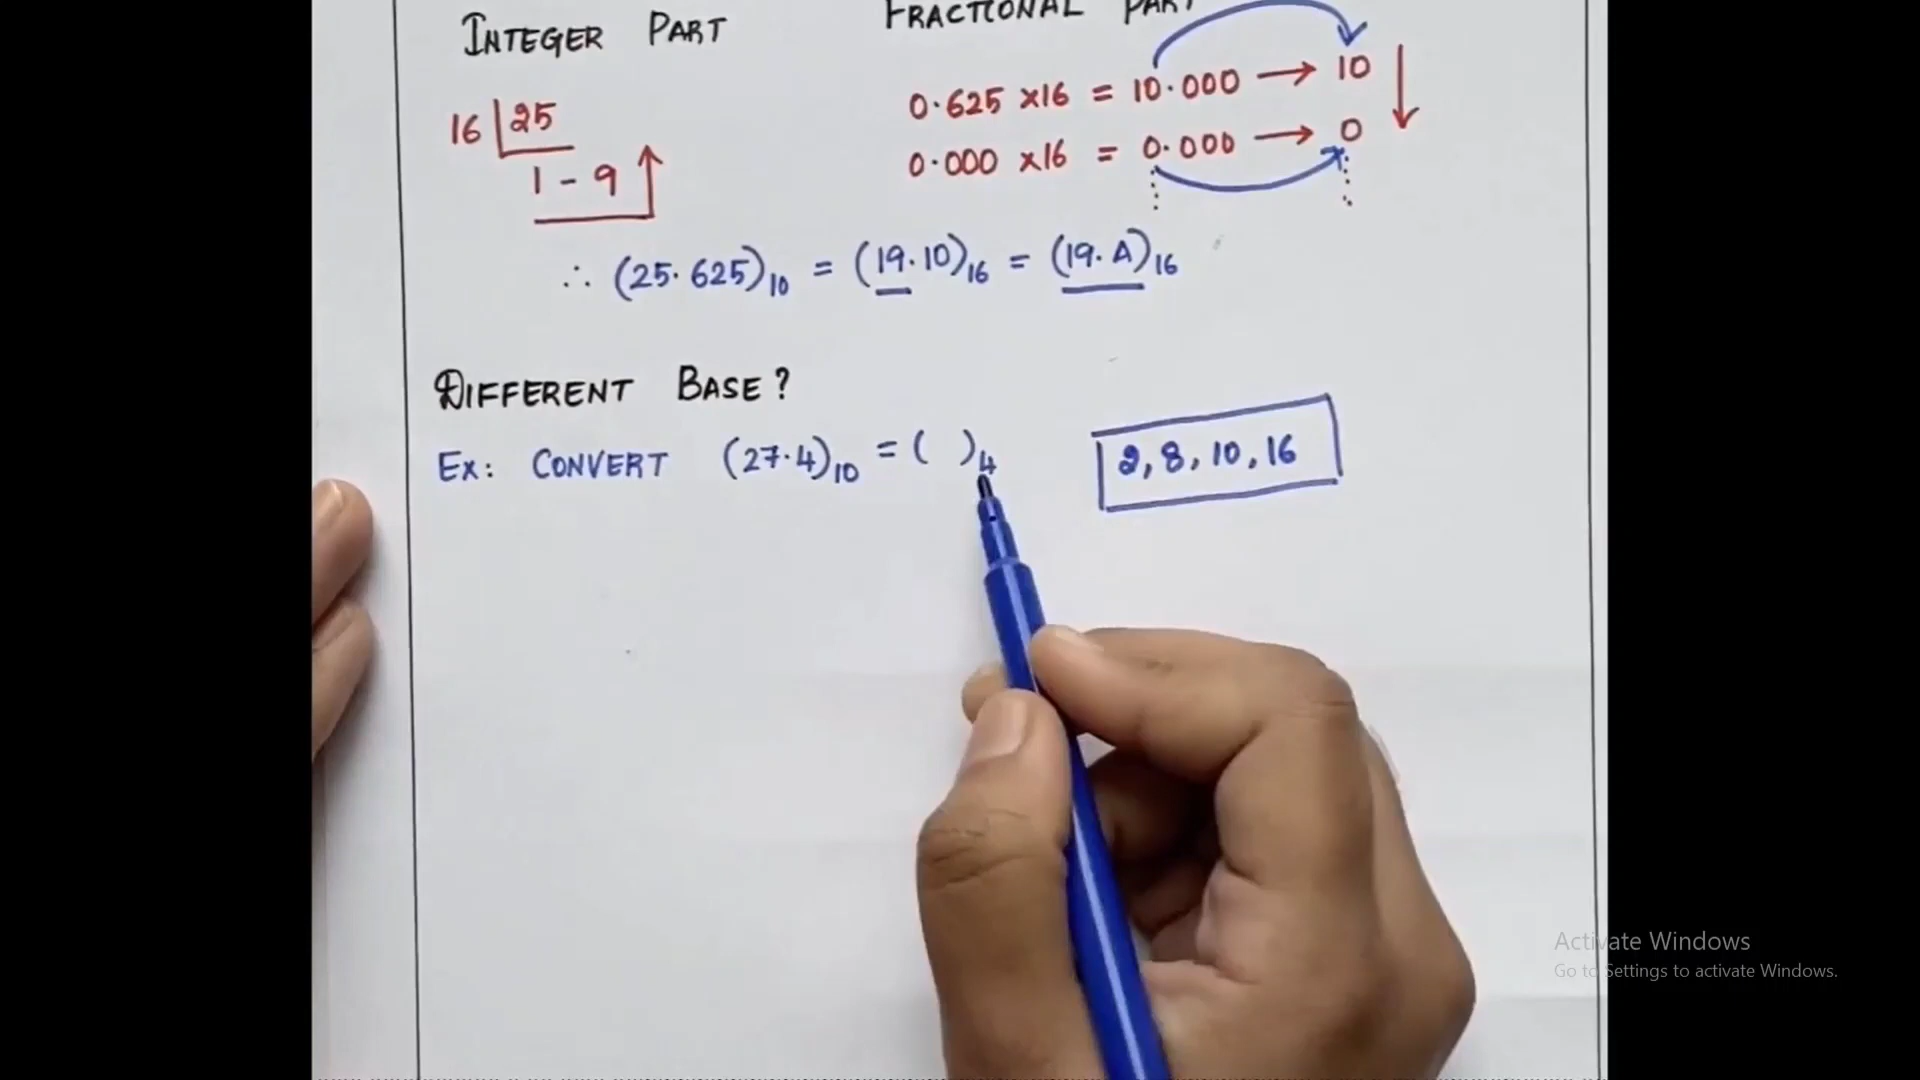 INTEGER PART FRACTIONAL PART
16 25
1 - 9
0.625 ×16 = 10.000 → 10
0.000 ×16 = 0.000 → 0
∴ (25.625)10 = (19.10)16 = (19.A)16
DIFFERENT BASE?
EX: CONVERT (27.4)10 = ( )4
2, 8, 10, 16
Activate Windows
Go to Settings to activate Windows.